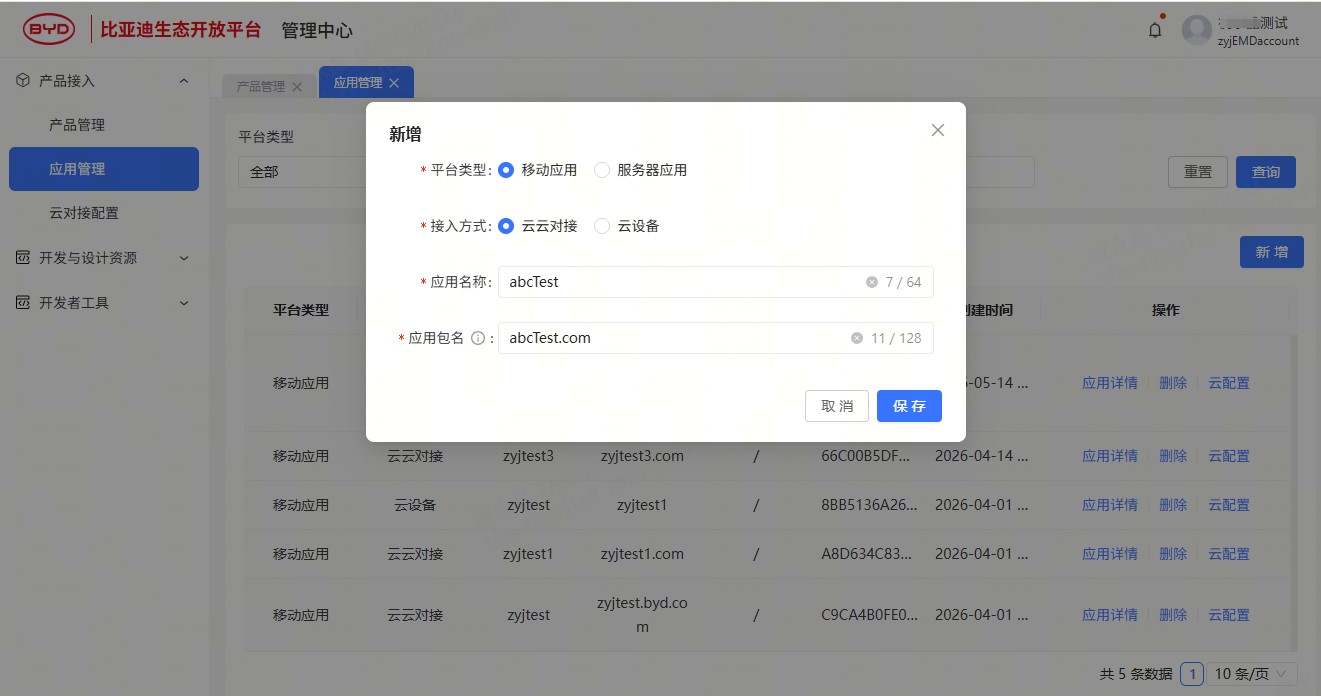 BYD 比亚迪生态开放平台 管理中心
测试
zyjEMDaccount
产品接入
产品管理
应用管理
云对接配置
开发与设计资源
开发者工具
产品管理 应用管理
平台类型
全部
重置 查询
新增
新增
* 平台类型: 移动应用 服务器应用
* 接入方式: 云云对接 云设备
* 应用名称: abcTest 7 / 64
* 应用包名 : abcTest.com 11 / 128
取消 保存
平台类型 建时间 操作
移动应用 -05-14 ... 应用详情 删除 云配置
移动应用 云云对接 zyjtest3 zyjtest3.com / 66C00B5DF... 2026-04-14 ... 应用详情 删除 云配置
移动应用 云设备 zyjtest zyjtest1 / 8BB5136A26... 2026-04-01 ... 应用详情 删除 云配置
移动应用 云云对接 zyjtest1 zyjtest1.com / A8D634C83... 2026-04-01 ... 应用详情 删除 云配置
移动应用 云云对接 zyjtest zyjtest.byd.co / C9CA4B0FE0... 2026-04-01 ... 应用详情 删除 云配置
m
共 5 条数据 1 10 条/页